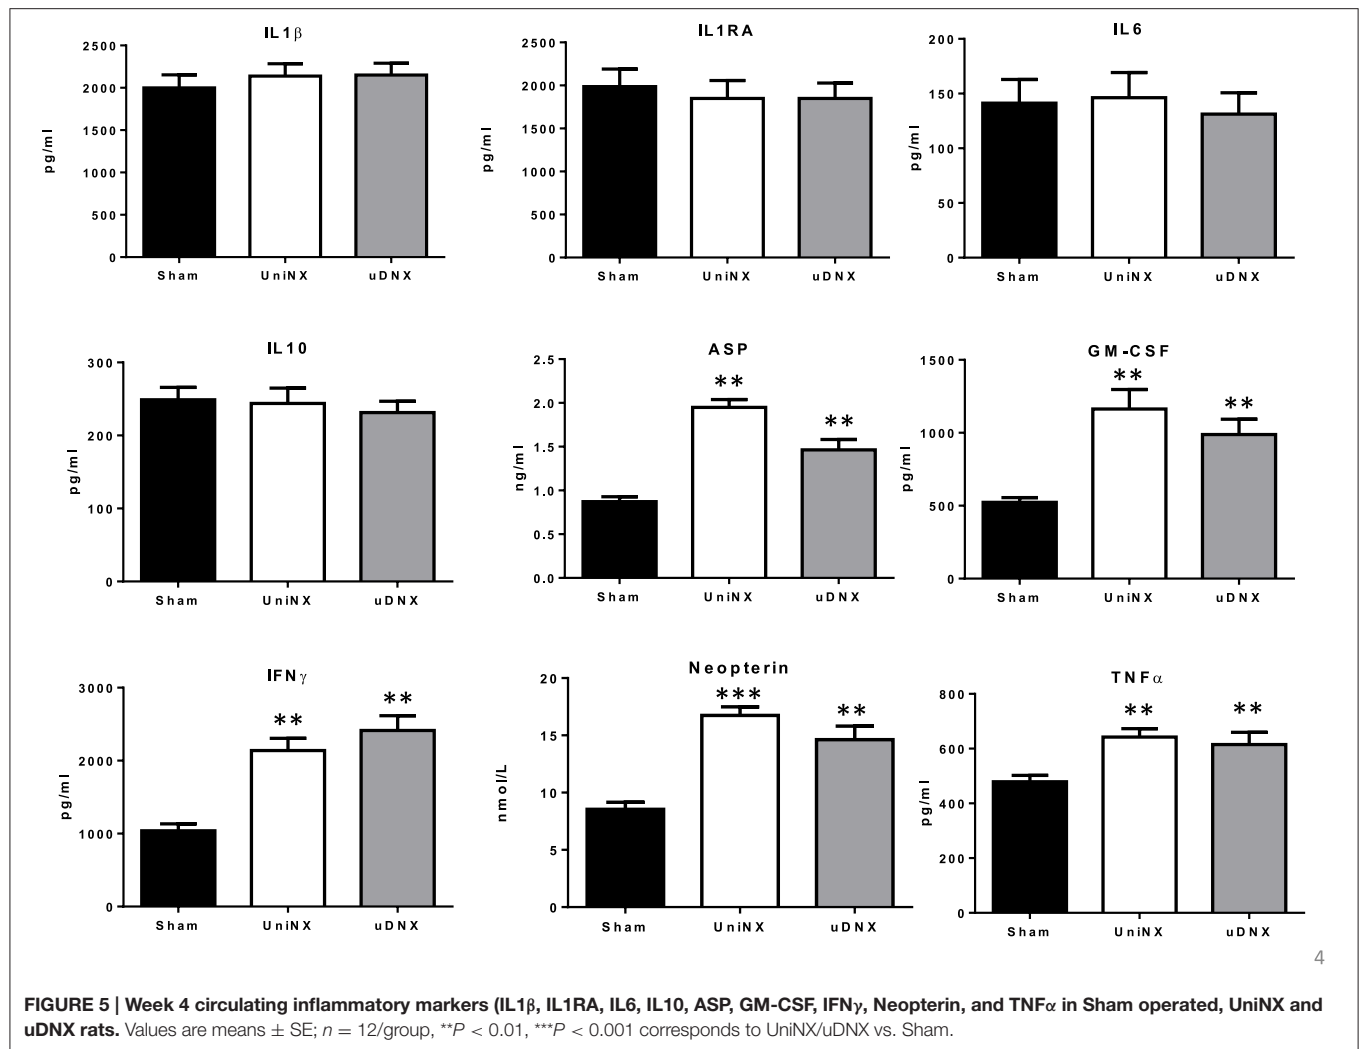 IL1β
pg/ml
2500
2000
1500
1000
500
0
Sham UniNX uDNX
IL1RA
pg/ml
2500
2000
1500
1000
500
0
Sham UniNX uDNX
IL6
pg/ml
200
150
100
50
0
Sham UniNX uDNX
IL10
pg/ml
300
200
100
0
Sham UniNX uDNX
ASP
ng/ml
2.5
2.0
1.5
1.0
0.5
0.0
**
**
Sham UniNX uDNX
GM-CSF
pg/ml
1500
1000
500
0
**
**
Sham UniNX uDNX
IFNγ
pg/ml
3000
2000
1000
0
**
**
Sham UniNX uDNX
Neopterin
nmol/L
20
15
10
5
0
***
**
Sham UniNX uDNX
TNFα
pg/ml
800
600
400
200
0
**
**
Sham UniNX uDNX
4
FIGURE 5 | Week 4 circulating inflammatory markers (IL1β, IL1RA, IL6, IL10, ASP, GM-CSF, IFNγ, Neopterin, and TNFα in Sham operated, UniNX and
uDNX rats. Values are means ± SE; n = 12/group, **P < 0.01, ***P < 0.001 corresponds to UniNX/uDNX vs. Sham.